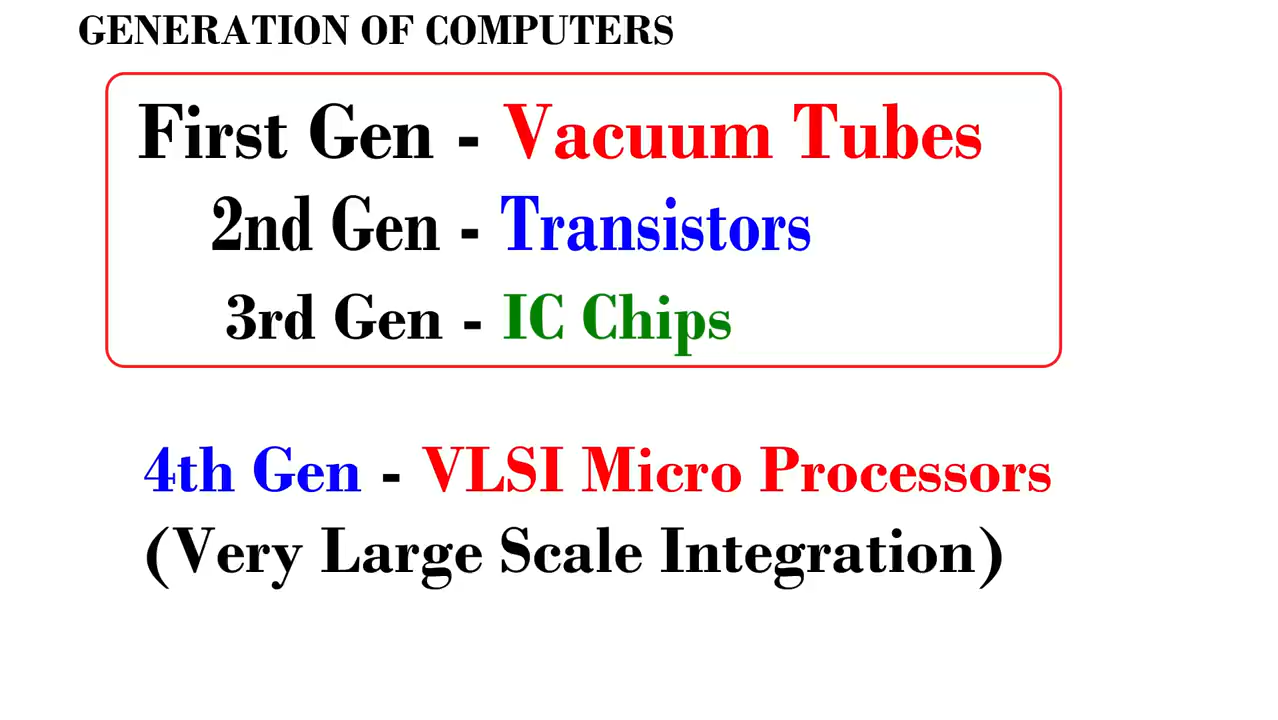 GENERATION OF COMPUTERS
First Gen - Vacuum Tubes
2nd Gen - Transistors
3rd Gen - IC Chips
4th Gen - VLSI Micro Processors
(Very Large Scale Integration)